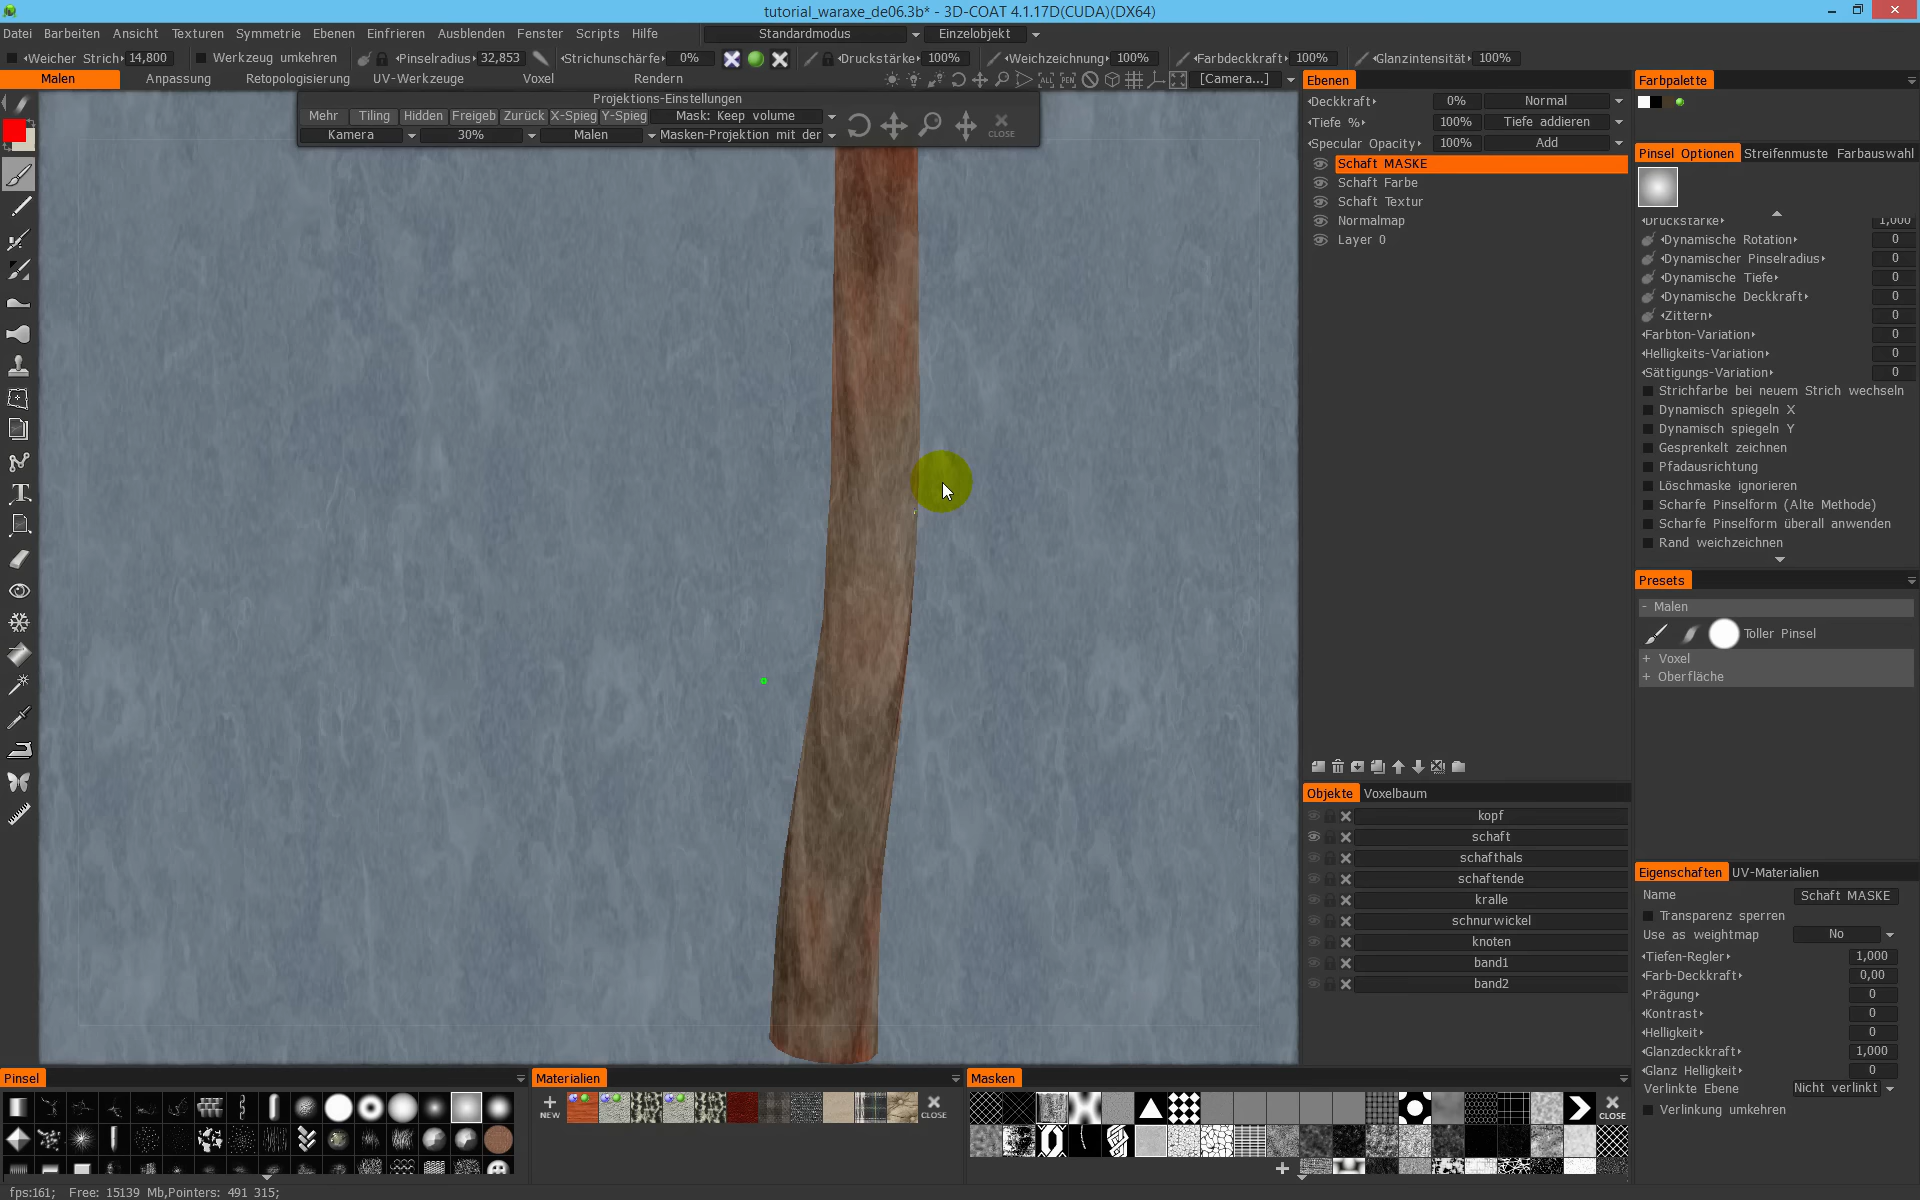 tutorial_waraxe_de06.3b* - 3D-COAT 4.1.17D(CUDA)(DX64)
Datei Bearbeiten Ansicht Texturen Symmetrie Ebenen Einfrieren Ausblenden Fenster Scripts Hilfe Standardmodus Einzelobjekt
Weicher Strich 14,800 Werkzeug umkehren Pinselradius 32,853 Strichunschärfe 0% Druckstärke 100% Weichzeichnung 100% Farbdeckkraft 100% Glanzintensität 100%
Malen Anpassung Retopologisierung UV-Werkzeuge Voxel Rendern [Camera...]
Projektions-Einstellungen
Mehr Tiling Hidden Freigeb Zurück X-Spieg Y-Spieg Mask: Keep volume
Kamera 30% Malen Masken-Projektion mit der
CLOSE
Ebenen
Deckkraft 0% Normal
Tiefe % 100% Tiefe addieren
Specular Opacity 100% Add
Schaft MASKE
Schaft Farbe
Schaft Textur
Normalmap
Layer 0
Objekte Voxelbaum
kopf
schaft
schafthals
schaftende
kralle
schnurwickel
knoten
band1
band2
Farbpalette
Pinsel Optionen Streifenmuste Farbauswahl
Druckstärke 1,000
Dynamische Rotation 0
Dynamischer Pinselradius 0
Dynamische Tiefe 0
Dynamische Deckkraft 0
Zittern 0
Farbton-Variation 0
Helligkeits-Variation 0
Sättigungs-Variation 0
Strichfarbe bei neuem Strich wechseln
Dynamisch spiegeln X
Dynamisch spiegeln Y
Gesprenkelt zeichnen
Pfadausrichtung
Löschmaske ignorieren
Scharfe Pinselform (Alte Methode)
Scharfe Pinselform überall anwenden
Rand weichzeichnen
Presets
- Malen
Toller Pinsel
+ Voxel
+ Oberfläche
Eigenschaften UV-Materialien
Name Schaft MASKE
Transparenz sperren
Use as weightmap No
Tiefen-Regler 1,000
Farb-Deckkraft 0,00
Prägung 0
Kontrast 0
Helligkeit 0
Glanzdeckkraft 1,000
Glanz Helligkeit 0
Verlinkte Ebene Nicht verlinkt
Verlinkung umkehren
Pinsel Materialien Masken
NEW CLOSE CLOSE
fps:161; Free: 15139 Mb,Pointers: 491 315;